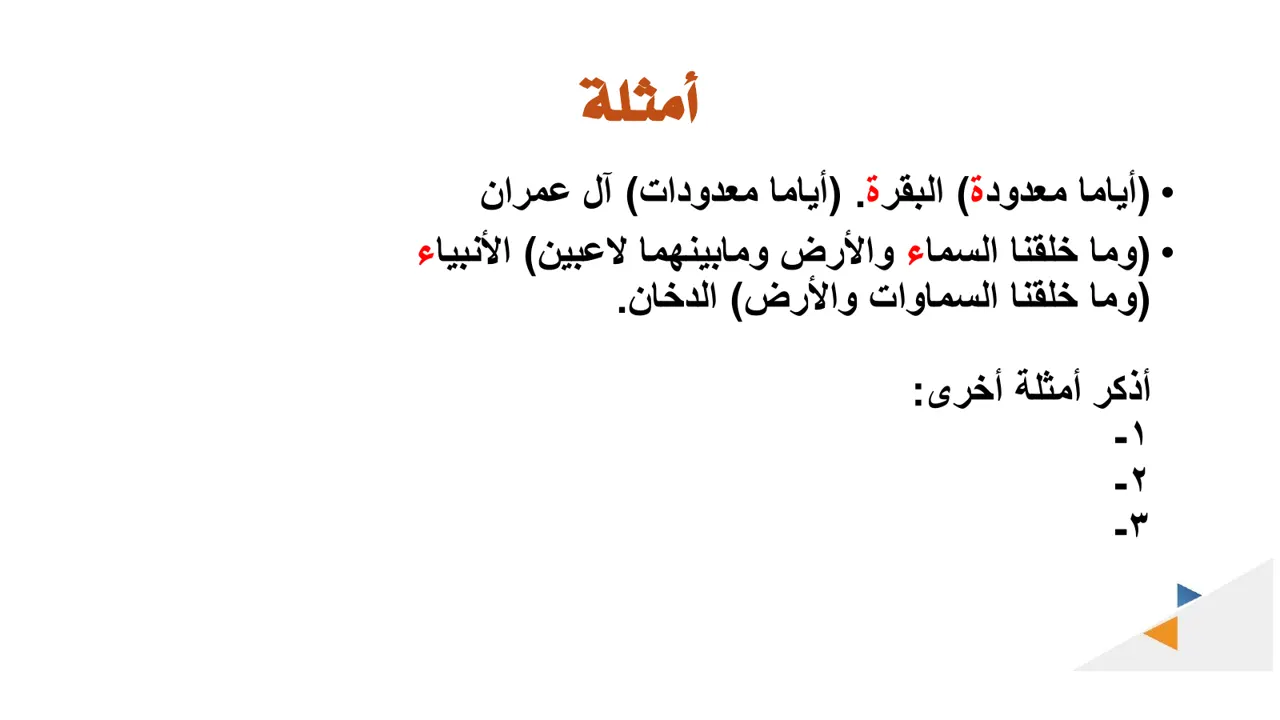 أمثلة
• (أياما معدودة) البقرة. (أياما معدودات) آل عمران
• (وما خلقنا السماء والأرض ومابينهما لاعبين) الأنبياء
(وما خلقنا السماوات والأرض) الدخان.
أذكر أمثلة أخرى:
١-
٢-
٣-